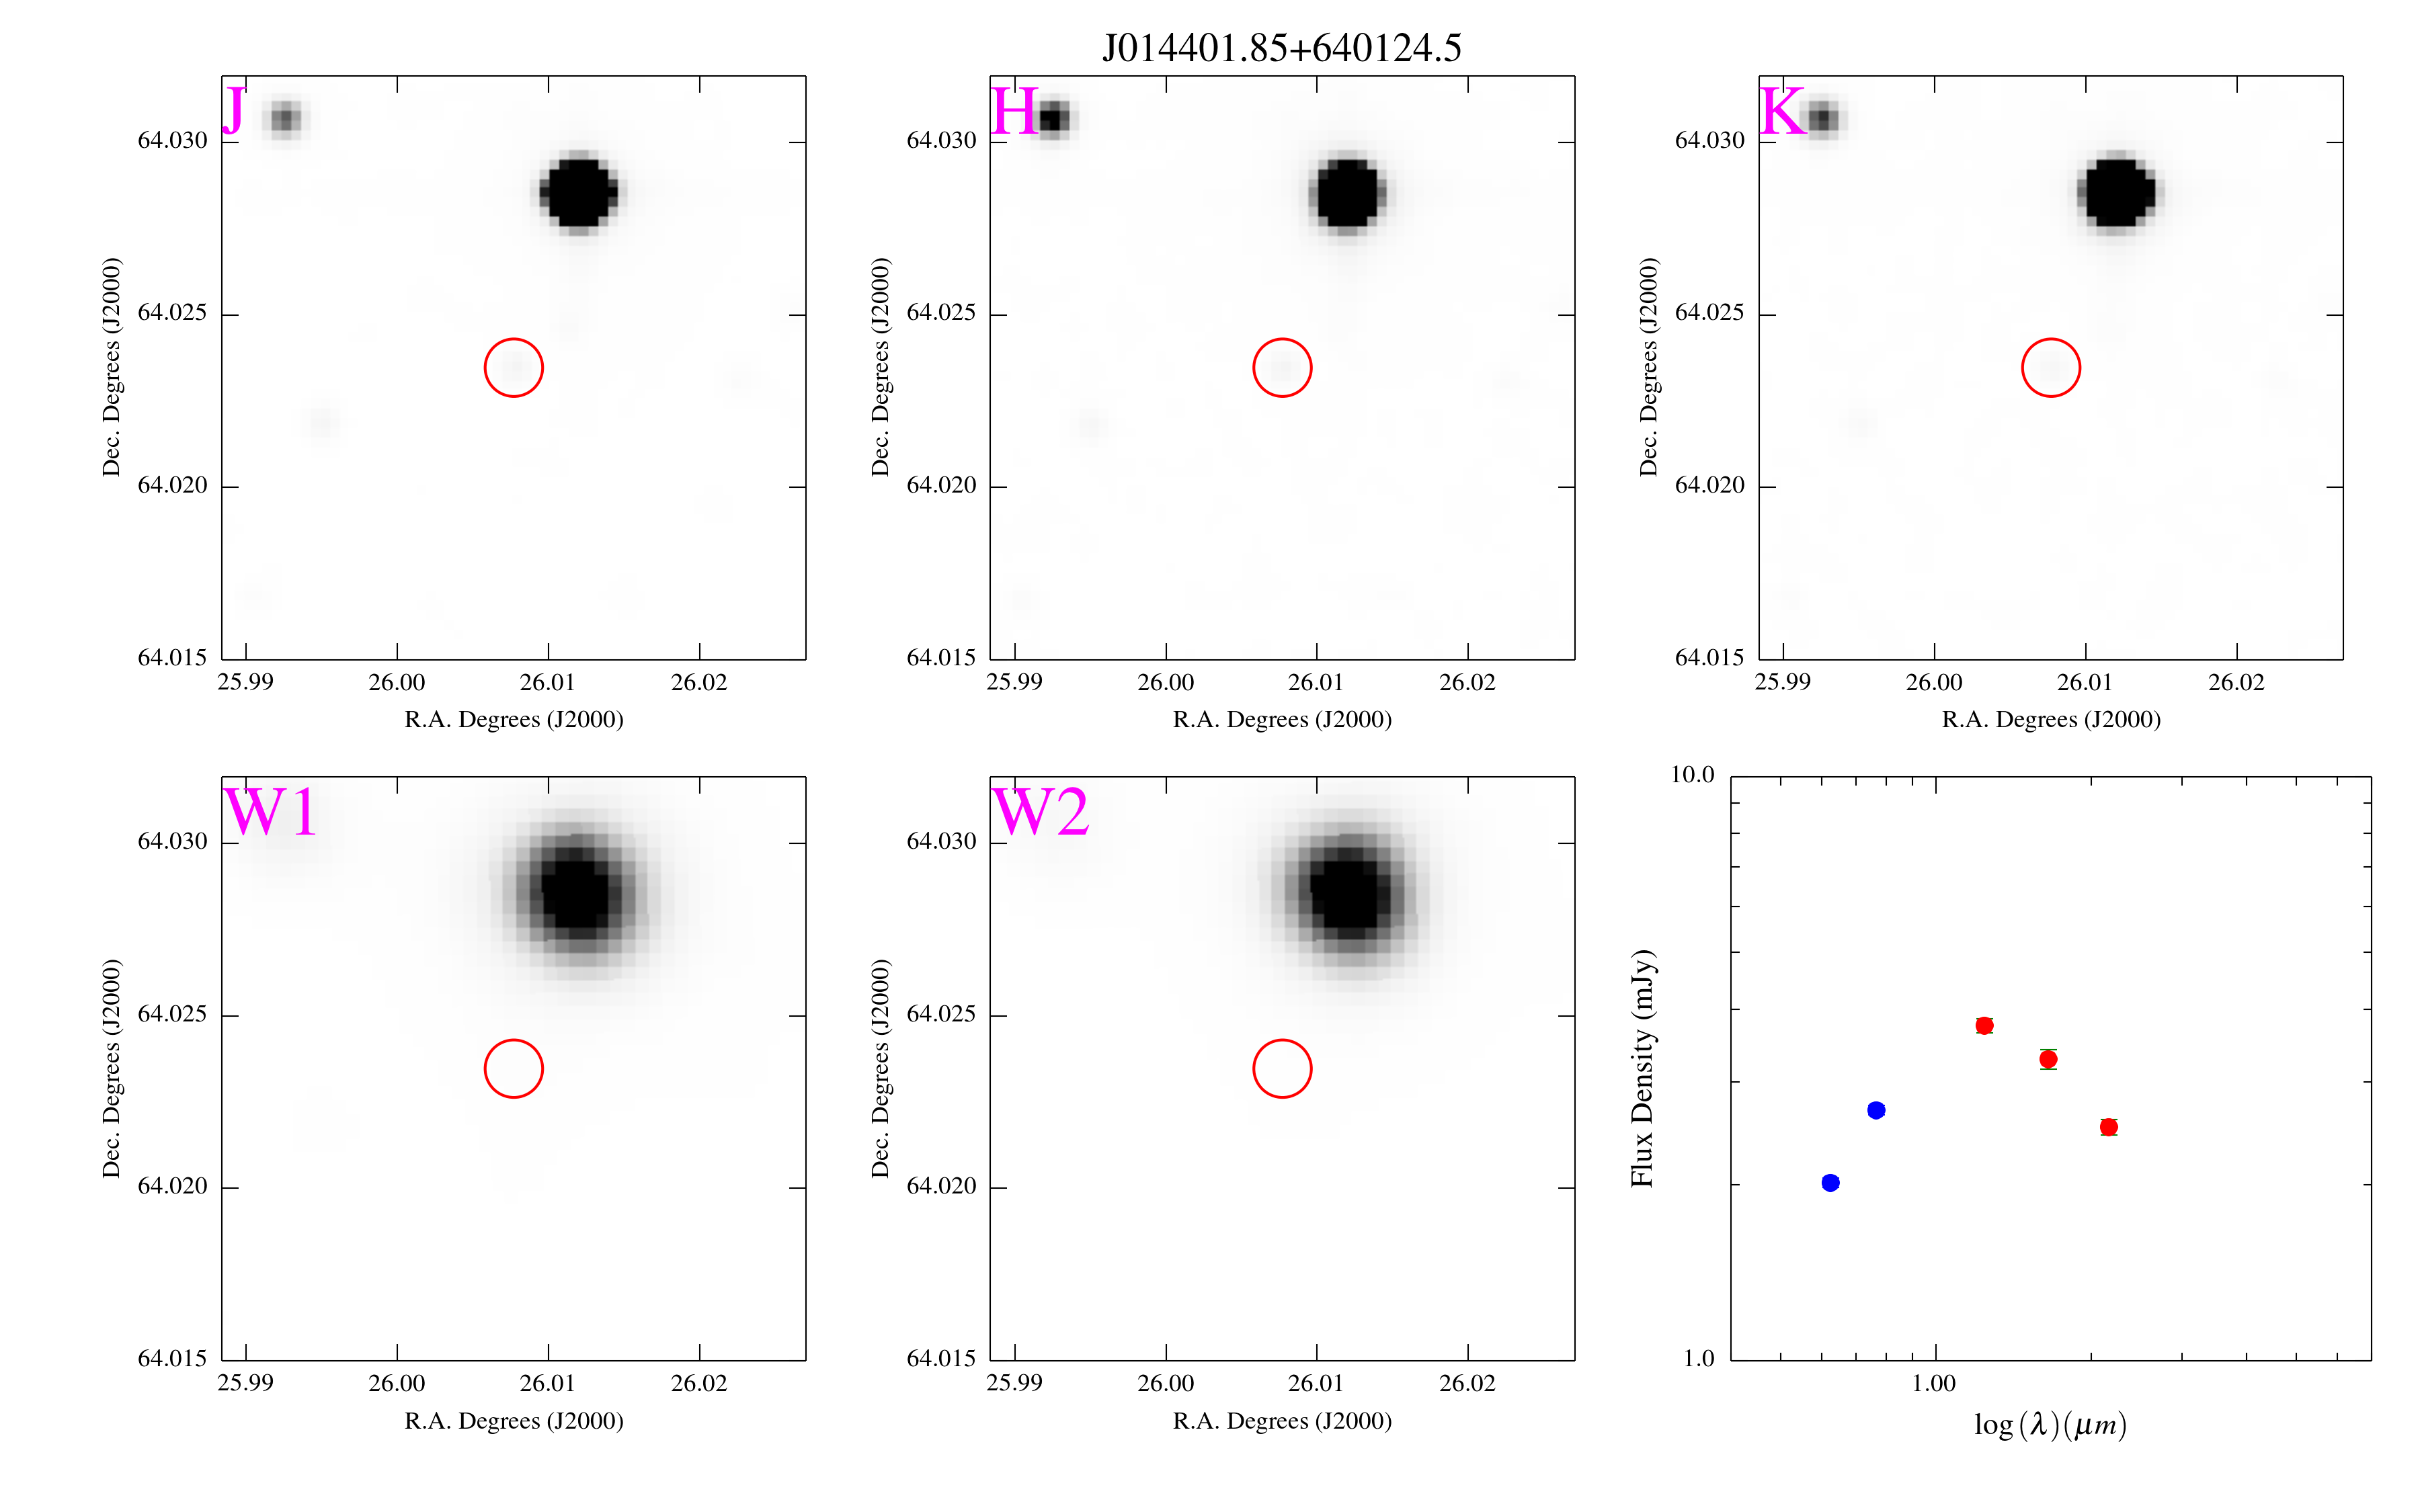 J014401.85+640124.5
J
H
K
64.030
64.025
64.020
64.015
Dec. Degrees (J2000)
25.99 26.00 26.01 26.02
R.A. Degrees (J2000)
64.030
64.025
64.020
64.015
Dec. Degrees (J2000)
25.99 26.00 26.01 26.02
R.A. Degrees (J2000)
64.030
64.025
64.020
64.015
Dec. Degrees (J2000)
25.99 26.00 26.01 26.02
R.A. Degrees (J2000)
W1
64.030
64.025
64.020
64.015
Dec. Degrees (J2000)
25.99 26.00 26.01 26.02
R.A. Degrees (J2000)
W2
64.030
64.025
64.020
64.015
Dec. Degrees (J2000)
25.99 26.00 26.01 26.02
R.A. Degrees (J2000)
10.0
1.0
Flux Density (mJy)
1.00
log(λ)(μm)